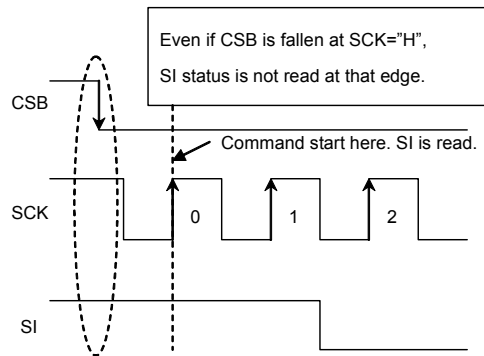 Even if CSB is fallen at SCK=”H”,
SI status is not read at that edge.
CSB
Command start here. SI is read.
SCK
0
1
2
SI